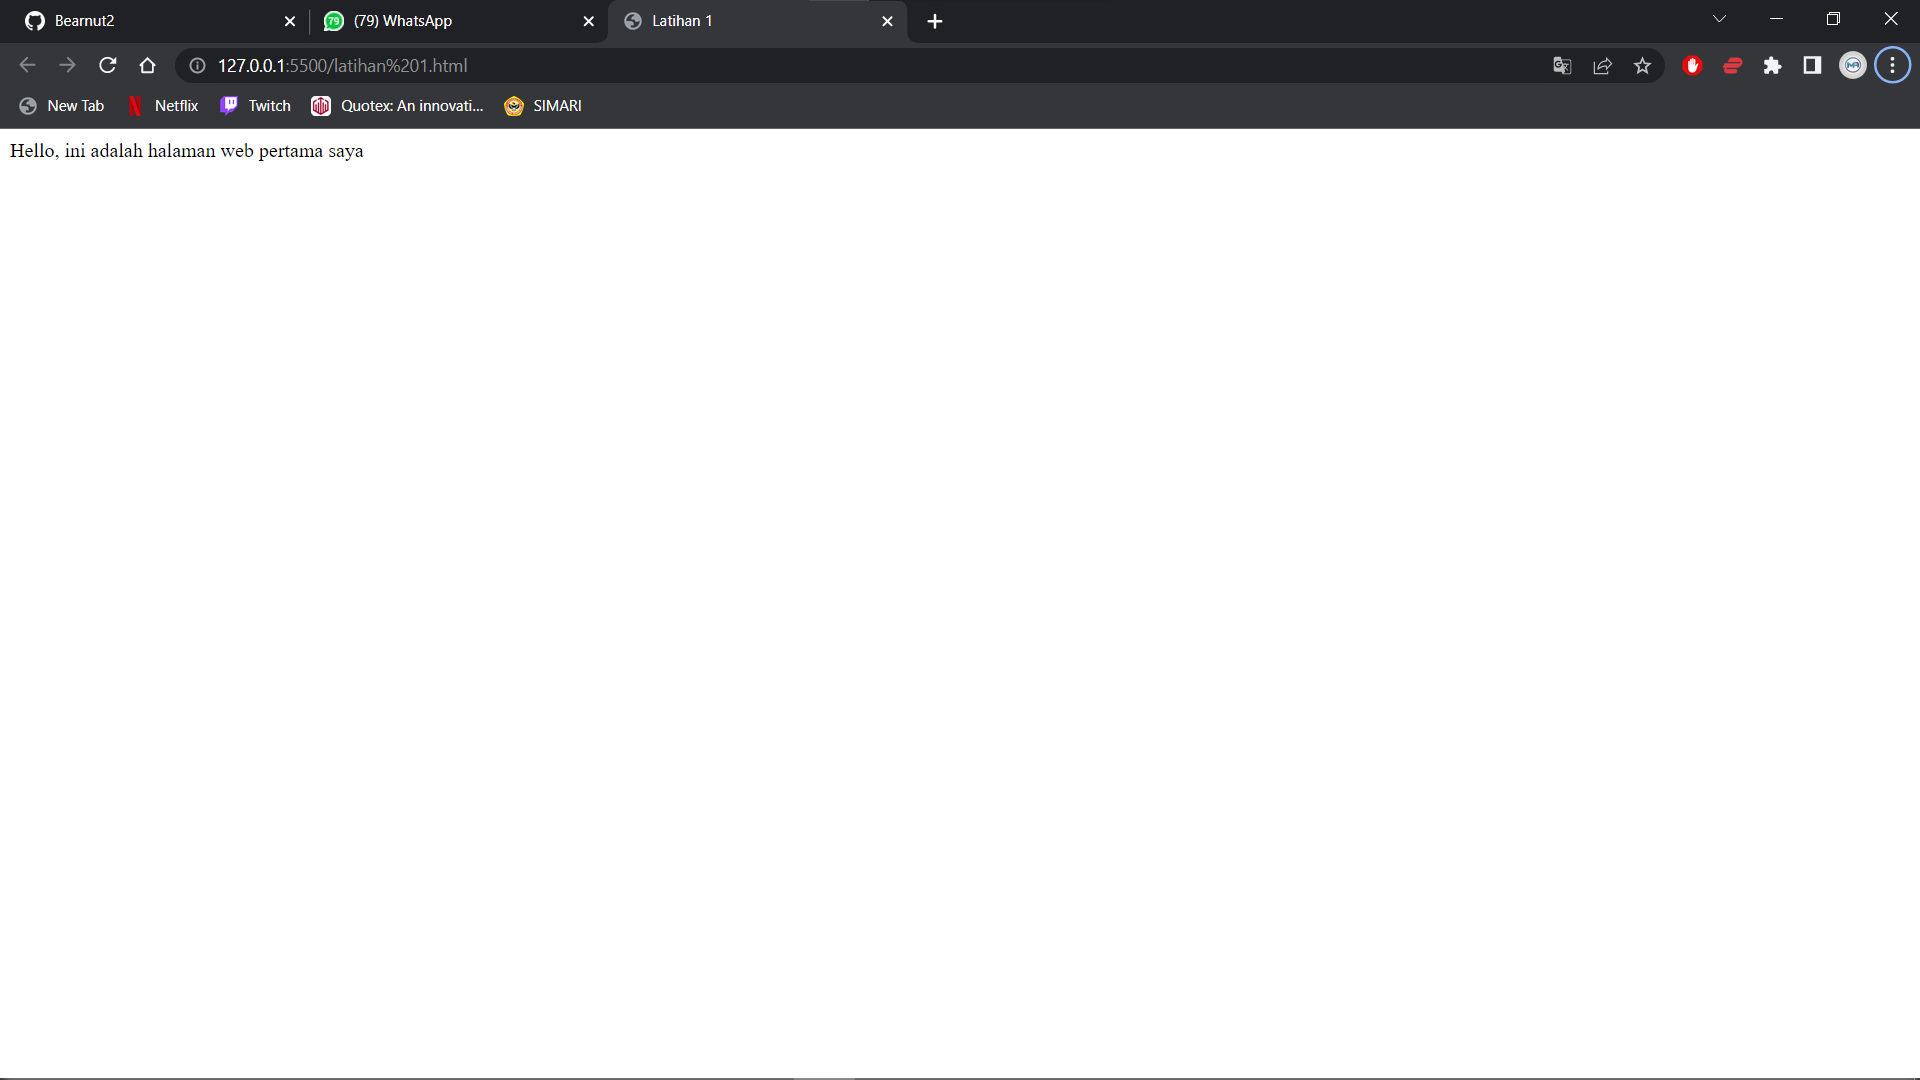 Bearnut2
79
(79) WhatsApp
Latihan 1
127.0.0.1:5500/latihan%201.html
New Tab
Netflix
Twitch
Quotex: An innovati...
SIMARI
Hello, ini adalah halaman web pertama saya